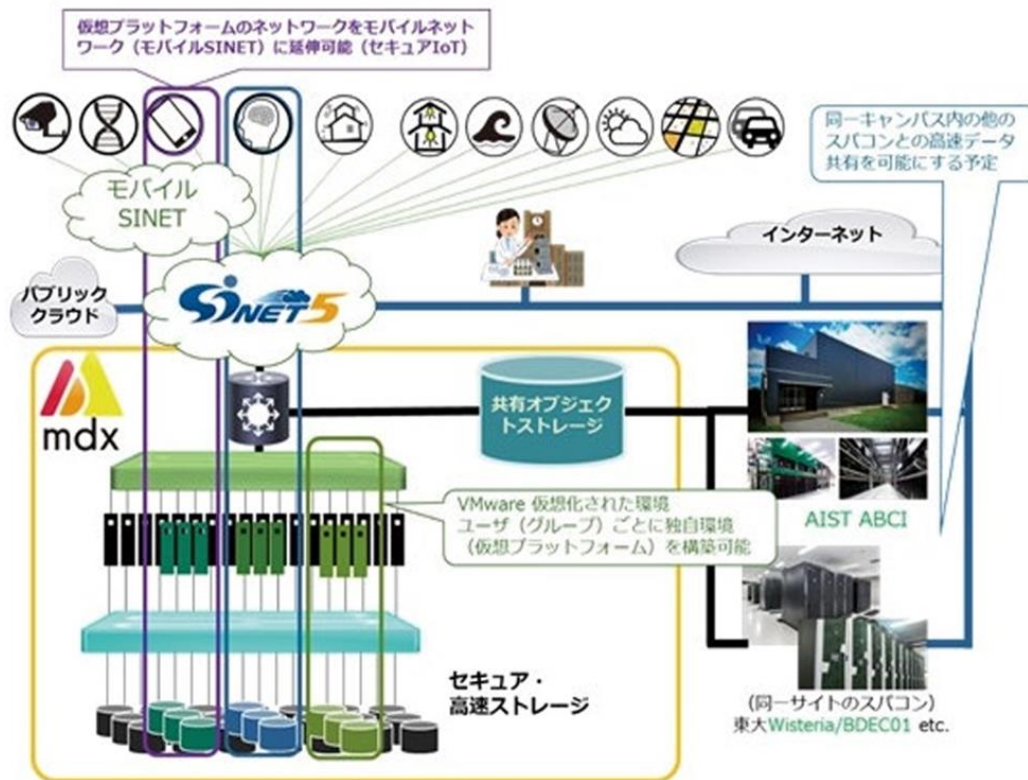 仮想プラットフォームのネットワークをモバイルネット
ワーク（モバイルSINET）に延伸可能（セキュアIoT）
同一キャンパス内の他の
スパコンとの高速データ
共有を可能にする予定
モバイル
SINET
インターネット
パブリック
クラウド
SINET5
mdx
共有オブジェク
トストレージ
VMware 仮想化された環境
ユーザ（グループ）ごとに独自環境
（仮想プラットフォーム）を構築可能
AIST ABCI
セキュア・
高速ストレージ
(同一サイトのスパコン)
東大Wisteria/BDEC01 etc.